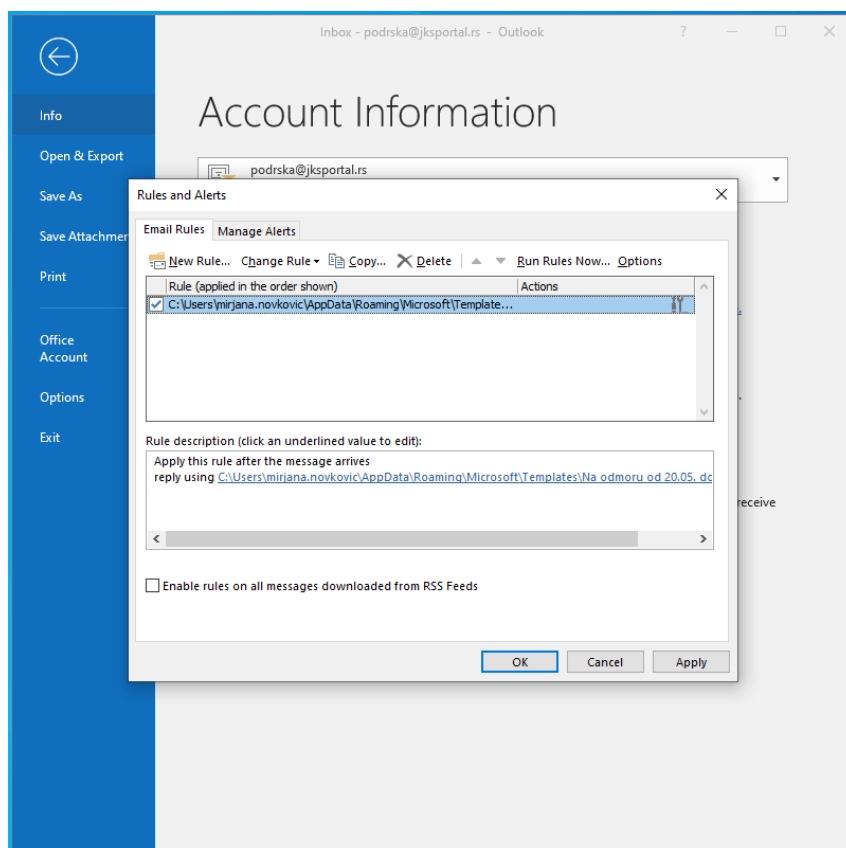 Inbox - podrska@jksportal.rs - Outlook ?
Info
Open & Export
Save As
Save Attachmen
Print
Office
Account
Options
Exit
Account Information
podrska@jksportal.rs
Rules and Alerts
Email Rules Manage Alerts
New Rule... Change Rule Copy... Delete Run Rules Now... Options
Rule (applied in the order shown) Actions
C:\Users\mirjana.novkovic\AppData\Roaming\Microsoft\Template...
Rule description (click an underlined value to edit):
Apply this rule after the message arrives
reply using C:\Users\mirjana.novkovic\AppData\Roaming\Microsoft\Templates\Na odmoru od 20.05. dc
receive
Enable rules on all messages downloaded from RSS Feeds
OK Cancel Apply